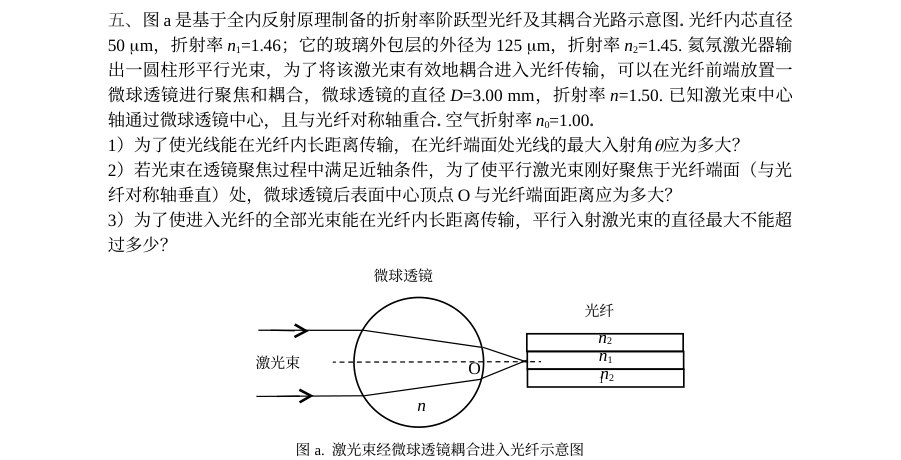 五、图 a 是基于全内反射原理制备的折射率阶跃型光纤及其耦合光路示意图. 光纤内芯直径
50 μm，折射率 n₁=1.46；它的玻璃外包层的外径为 125 μm，折射率 n₂=1.45. 氦氖激光器输
出一圆柱形平行光束，为了将该激光束有效地耦合进入光纤传输，可以在光纤前端放置一
微球透镜进行聚焦和耦合，微球透镜的直径 D=3.00 mm，折射率 n=1.50. 已知激光束中心
轴通过微球透镜中心，且与光纤对称轴重合. 空气折射率 n₀=1.00.
1）为了使光线能在光纤内长距离传输，在光纤端面处光线的最大入射角 θ应为多大？
2）若光束在透镜聚焦过程中满足近轴条件，为了使平行激光束刚好聚焦于光纤端面（与光
纤对称轴垂直）处，微球透镜后表面中心顶点 O 与光纤端面距离应为多大？
3）为了使进入光纤的全部光束能在光纤内长距离传输，平行入射激光束的直径最大不能超
过多少？
微球透镜
光纤
n₂
n₁
激光束
O
n₂
n
图 a. 激光束经微球透镜耦合进入光纤示意图